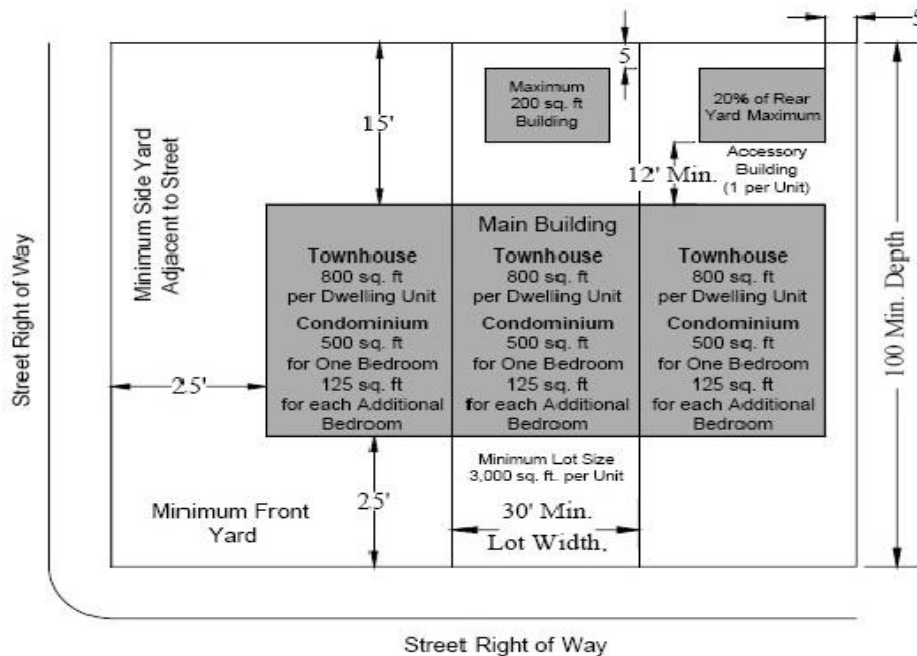 5
5
Maximum
200 sq. ft
Building
20% of Rear
Yard Maximum
15'
12' Min.
Accessory
Building
(1 per Unit)
Minimum Side Yard
Adjacent to Street
Street Right of Way
Main Building
Townhouse
800 sq. ft
per Dwelling Unit
Condominium
500 sq. ft
for One Bedroom
125 sq. ft
for each Additional
Bedroom
Townhouse
800 sq. ft
per Dwelling Unit
Condominium
500 sq. ft
for One Bedroom
125 sq. ft
for each Additional
Bedroom
Townhouse
800 sq. ft
per Dwelling Unit
Condominium
500 sq. ft
for One Bedroom
125 sq. ft
for each Additional
Bedroom
100 Min. Depth
25'
Minimum Lot Size
3,000 sq. ft. per Unit
25'
Minimum Front
Yard
30' Min.
Lot Width.
Street Right of Way